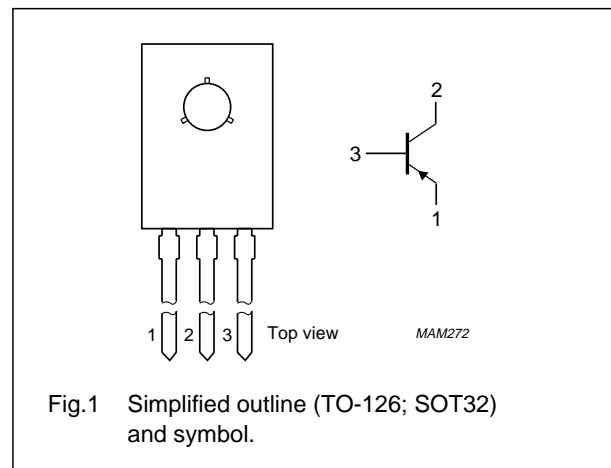 2
3
1
1 2 3 Top view MAM272
Fig.1 Simplified outline (TO-126; SOT32)
and symbol.